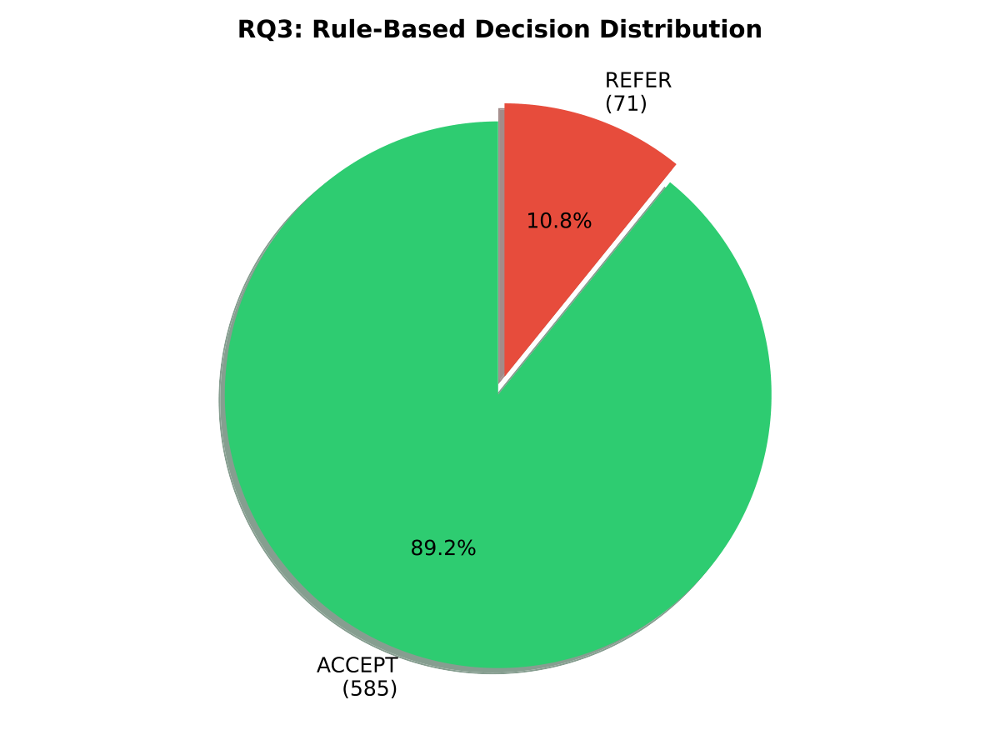 RQ3: Rule-Based Decision Distribution
REFER
(71)
10.8%
89.2%
ACCEPT
(585)